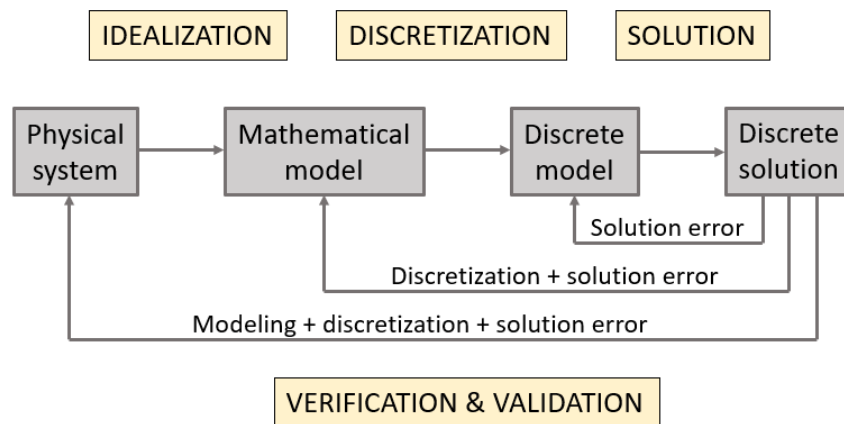 IDEALIZATION DISCRETIZATION SOLUTION
Physical system
Mathematical model
Discrete model
Discrete solution
Solution error
Discretization + solution error
Modeling + discretization + solution error
VERIFICATION & VALIDATION